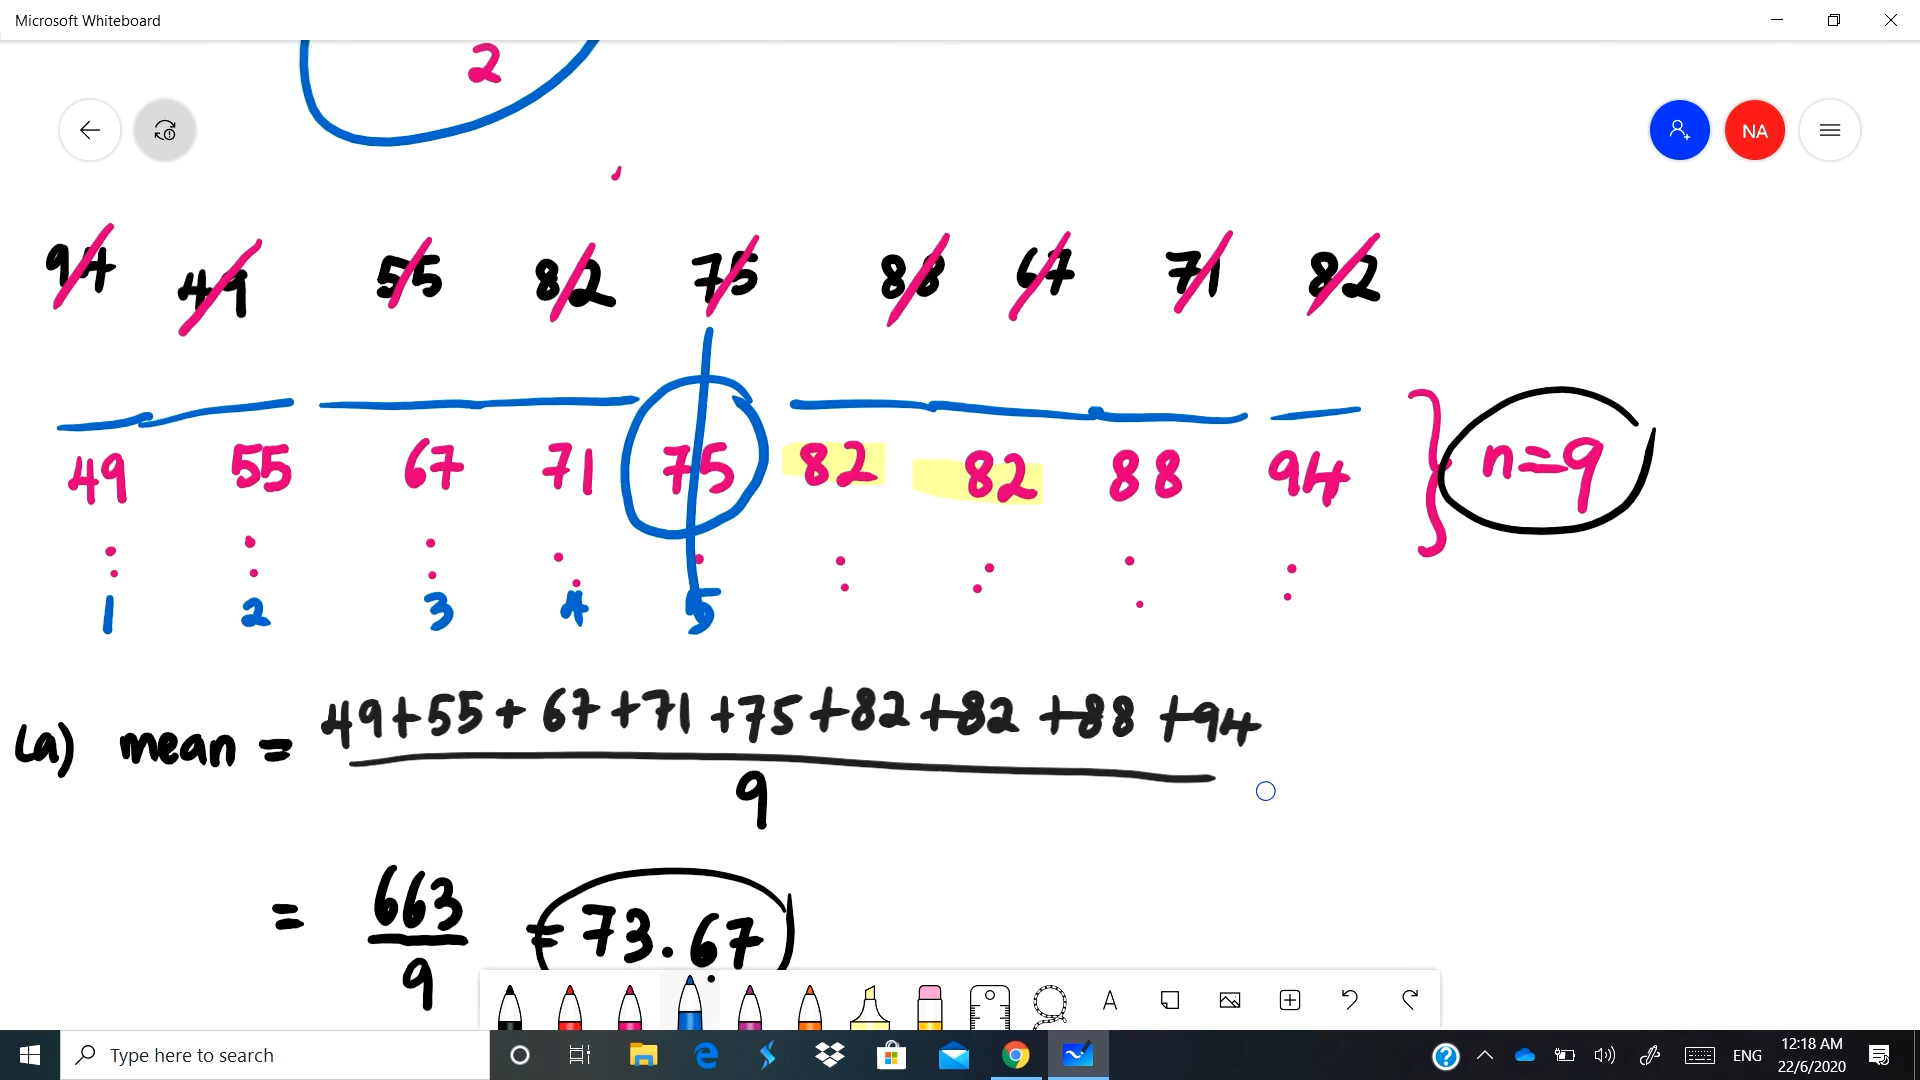 Microsoft Whiteboard
2
NA
94 49 55 82 75 88 67 71 82
49 55 67 71 75 82 82 88 94 n=9
1 2 3 4 5
(a) mean = 49+55+67+71+75+82+82+88+94
9
= 663 = 73.67
9
A
Type here to search
ENG
12:18 AM
22/6/2020